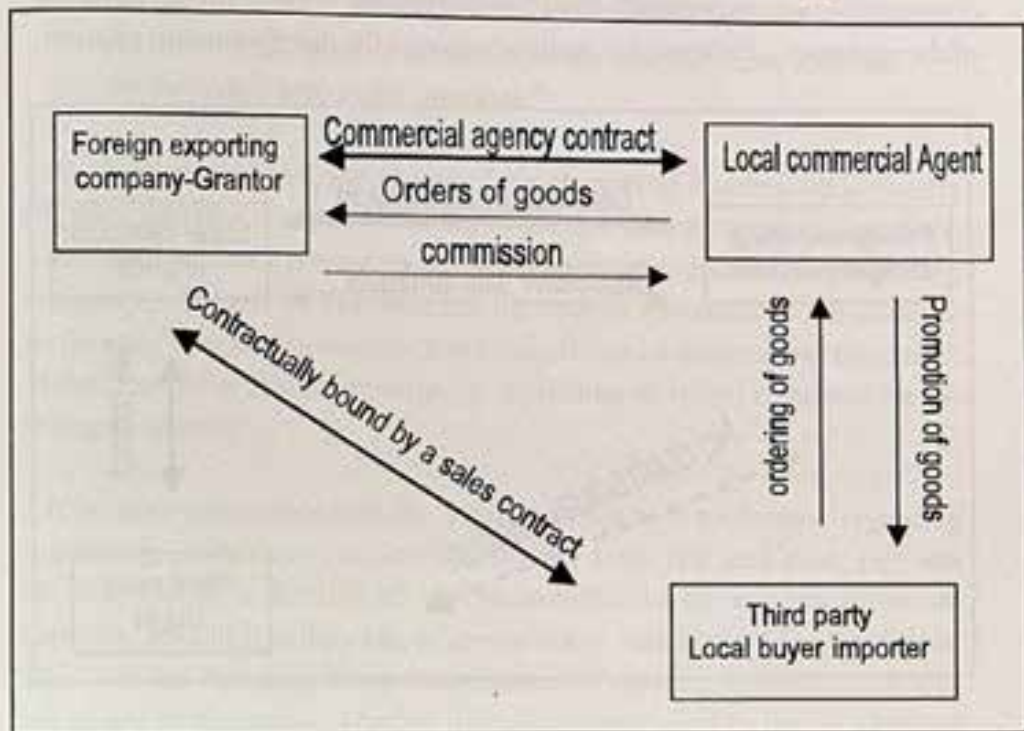 Foreign exporting
company-Grantor
Commercial agency contract
Local commercial Agent
Orders of goods
commission
Contractually bound by a sales contract
ordering of goods
Promotion of goods
Third party
Local buyer importer